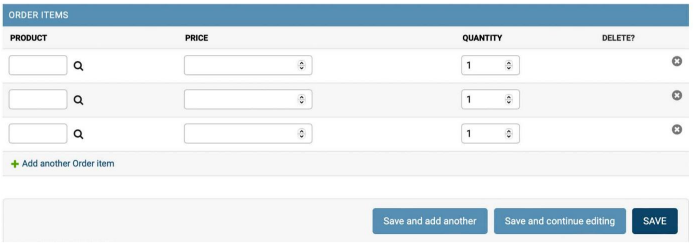 ORDER ITEMS
PRODUCT PRICE QUANTITY DELETE?
1
1
1
Add another Order item
Save and add another Save and continue editing SAVE